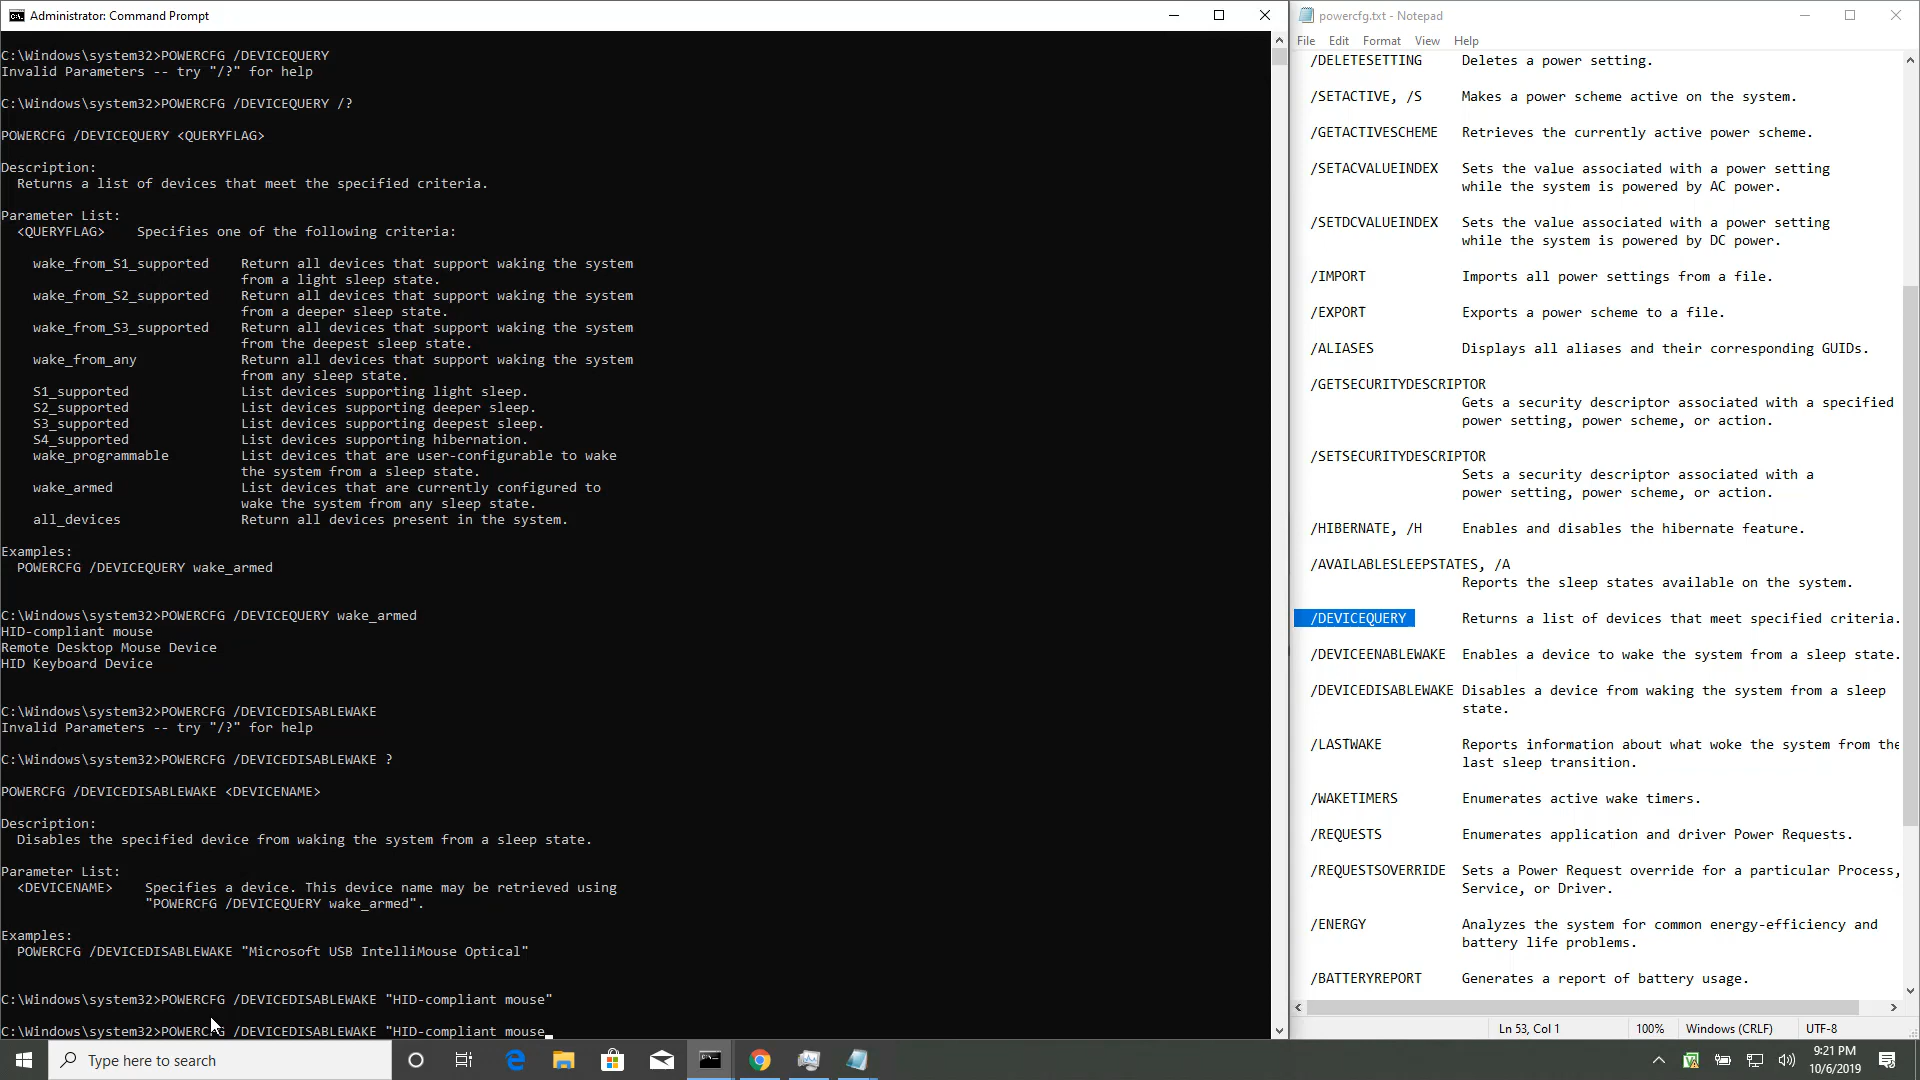 Administrator: Command Prompt
C:\Windows\system32>POWERCFG /DEVICEQUERY
Invalid Parameters -- try "/?" for help
C:\Windows\system32>POWERCFG /DEVICEQUERY /?
POWERCFG /DEVICEQUERY <QUERYFLAG>
Description:
Returns a list of devices that meet the specified criteria.
Parameter List:
<QUERYFLAG> Specifies one of the following criteria:
wake_from_S1_supported Return all devices that support waking the system
from a light sleep state.
wake_from_S2_supported Return all devices that support waking the system
from a deeper sleep state.
wake_from_S3_supported Return all devices that support waking the system
from the deepest sleep state.
wake_from_any Return all devices that support waking the system
from any sleep state.
S1_supported List devices supporting light sleep.
S2_supported List devices supporting deeper sleep.
S3_supported List devices supporting deepest sleep.
S4_supported List devices supporting hibernation.
wake_programmable List devices that are user-configurable to wake
the system from a sleep state.
wake_armed List devices that are currently configured to
wake the system from any sleep state.
all_devices Return all devices present in the system.
Examples:
POWERCFG /DEVICEQUERY wake_armed
C:\Windows\system32>POWERCFG /DEVICEQUERY wake_armed
HID-compliant mouse
Remote Desktop Mouse Device
HID Keyboard Device
C:\Windows\system32>POWERCFG /DEVICEDISABLEWAKE
Invalid Parameters -- try "/?" for help
C:\Windows\system32>POWERCFG /DEVICEDISABLEWAKE ?
POWERCFG /DEVICEDISABLEWAKE <DEVICENAME>
Description:
Disables the specified device from waking the system from a sleep state.
Parameter List:
<DEVICENAME> Specifies a device. This device name may be retrieved using
"POWERCFG /DEVICEQUERY wake_armed".
Examples:
POWERCFG /DEVICEDISABLEWAKE "Microsoft USB IntelliMouse Optical"
C:\Windows\system32>POWERCFG /DEVICEDISABLEWAKE "HID-compliant mouse"
C:\Windows\system32>POWERCFG /DEVICEDISABLEWAKE "HID-compliant mouse_
powercfg.txt - Notepad
File Edit Format View Help
/DELETESETTING Deletes a power setting.
/SETACTIVE, /S Makes a power scheme active on the system.
/GETACTIVESCHEME Retrieves the currently active power scheme.
/SETACVALUEINDEX Sets the value associated with a power setting
while the system is powered by AC power.
/SETDCVALUEINDEX Sets the value associated with a power setting
while the system is powered by DC power.
/IMPORT Imports all power settings from a file.
/EXPORT Exports a power scheme to a file.
/ALIASES Displays all aliases and their corresponding GUIDs.
/GETSECURITYDESCRIPTOR
Gets a security descriptor associated with a specified
power setting, power scheme, or action.
/SETSECURITYDESCRIPTOR
Sets a security descriptor associated with a
power setting, power scheme, or action.
/HIBERNATE, /H Enables and disables the hibernate feature.
/AVAILABLESLEEPSTATES, /A
Reports the sleep states available on the system.
/DEVICEQUERY Returns a list of devices that meet specified criteria.
/DEVICEENABLEWAKE Enables a device to wake the system from a sleep state.
/DEVICEDISABLEWAKE Disables a device from waking the system from a sleep
state.
/LASTWAKE Reports information about what woke the system from the
last sleep transition.
/WAKETIMERS Enumerates active wake timers.
/REQUESTS Enumerates application and driver Power Requests.
/REQUESTSOVERRIDE Sets a Power Request override for a particular Process,
Service, or Driver.
/ENERGY Analyzes the system for common energy-efficiency and
battery life problems.
/BATTERYREPORT Generates a report of battery usage.
Ln 53, Col 1 100% Windows (CRLF) UTF-8
Type here to search
9:21 PM
10/6/2019